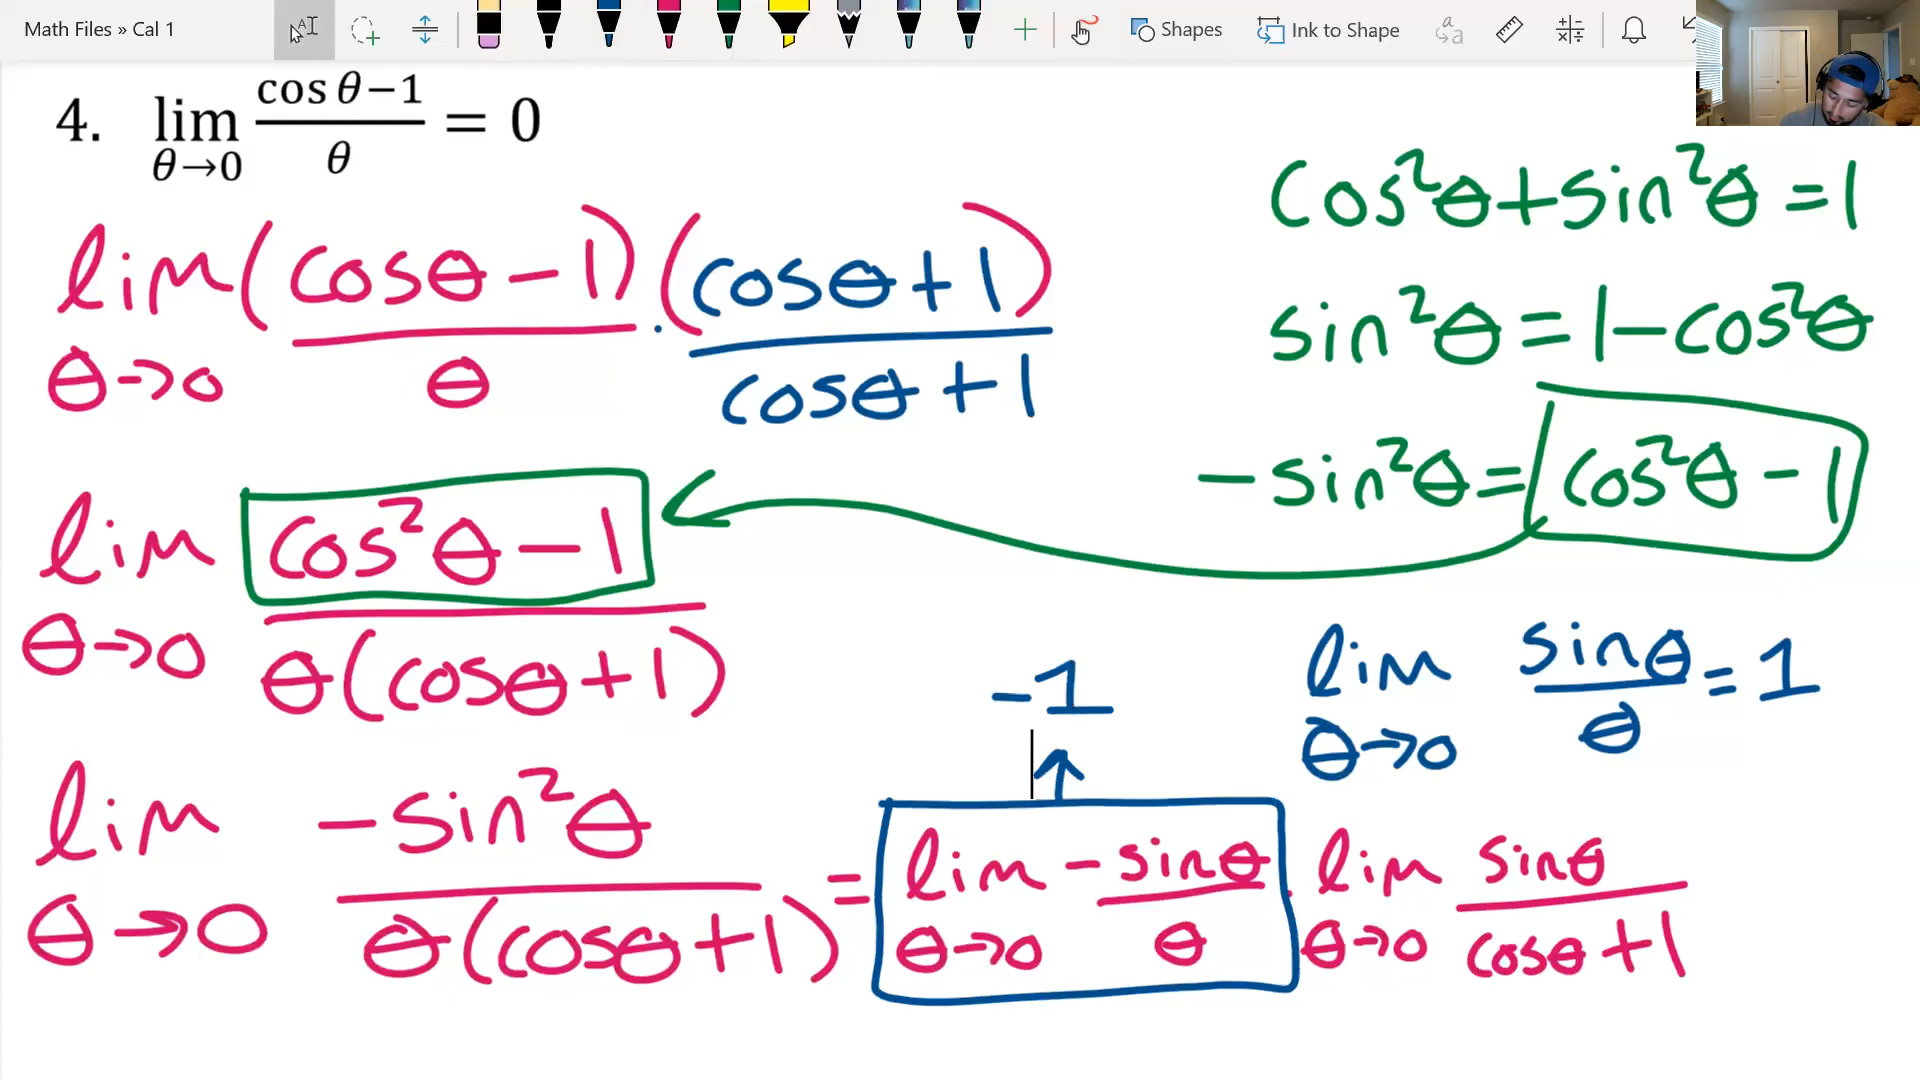 Math Files » Cal 1
Shapes
Ink to Shape
4. lim θ→0 (cos θ−1)/θ = 0
lim θ→0 (cosθ − 1)/θ · (cosθ + 1)/(cosθ + 1)
cos²θ + sin²θ = 1
sin²θ = 1 − cos²θ
−sin²θ = cos²θ − 1
lim θ→0 (cos²θ − 1)/(θ(cosθ + 1))
lim θ→0 sinθ/θ = 1
−1
lim θ→0 −sin²θ/(θ(cosθ + 1)) = lim θ→0 −sinθ/θ · lim θ→0 sinθ/(cosθ + 1)